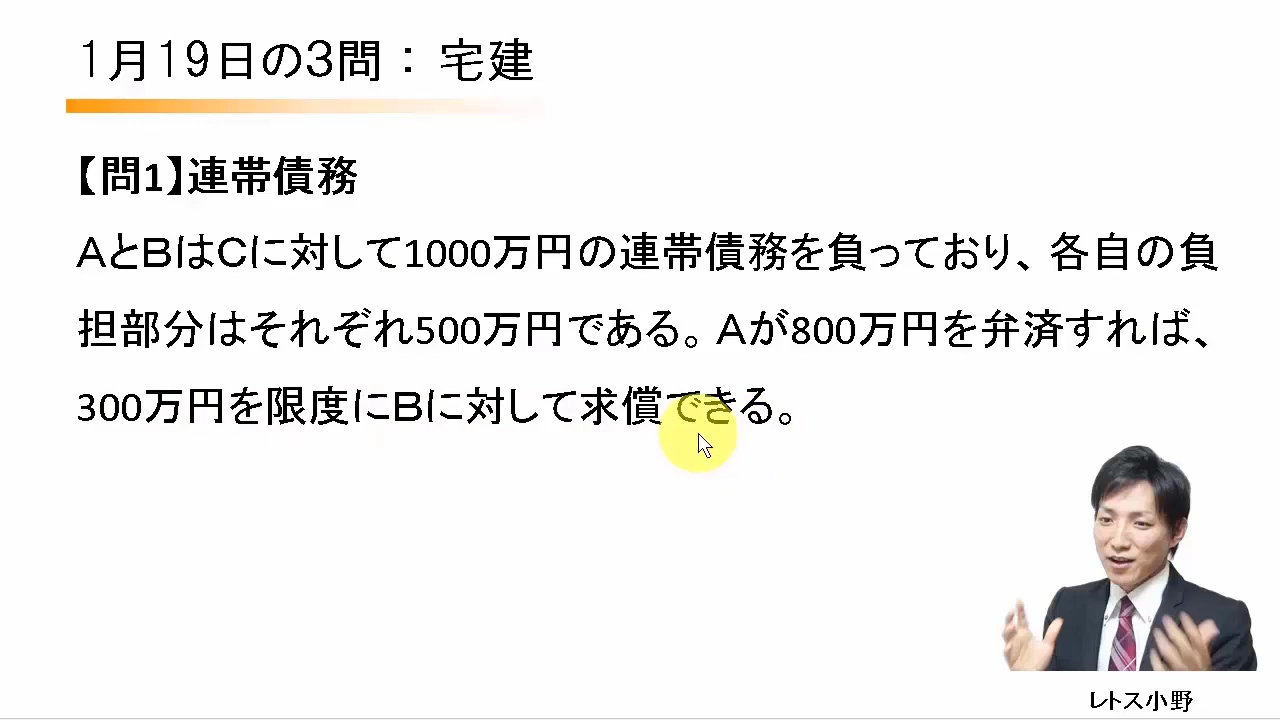 1月19日の3問：宅建
【問1】連帯債務
AとBはCに対して1000万円の連帯債務を負っており、各自の負
担部分はそれぞれ500万円である。Aが800万円を弁済すれば、
300万円を限度にBに対して求償できる。
レトス小野